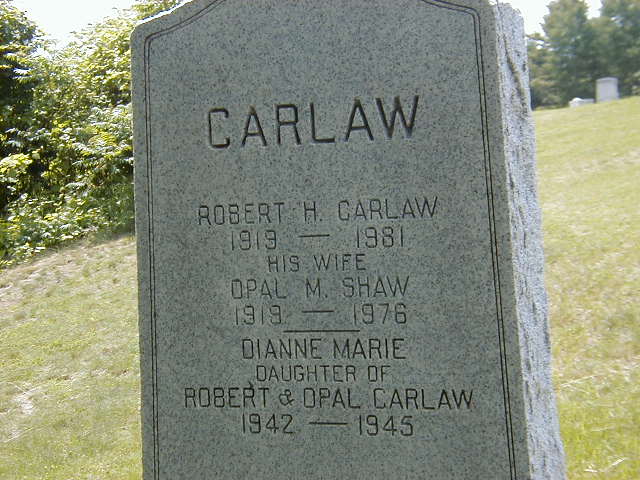 CARLAW
ROBERT H. CARLAW
1919 — 1981
HIS WIFE
OPAL M. SHAW
1919 — 1976
DIANNE MARIE
DAUGHTER OF
ROBERT & OPAL CARLAW
1942 — 1945